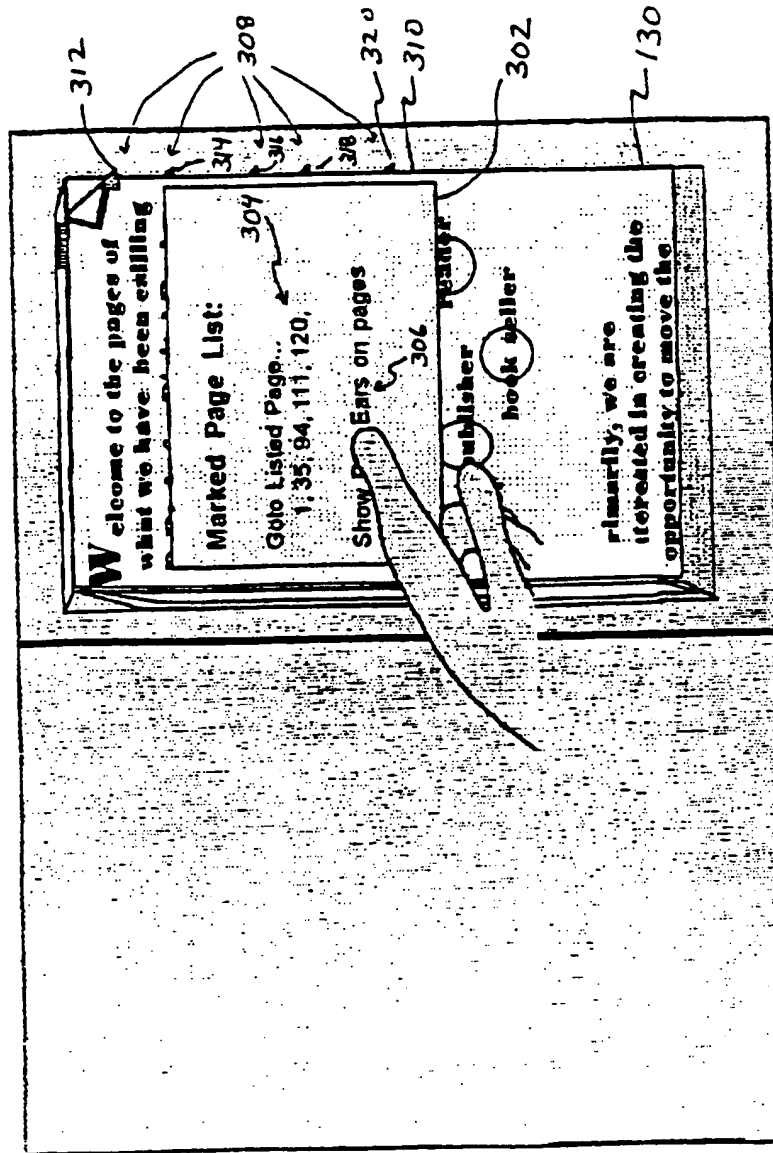 Welcome to the pages of
what we have been calling
Marked Page List:
Goto Listed Page...
1, 35, 94, 111, 120,
304
Show Ears on pages
306
reader
publisher
book seller
rimarily, we are
iterested in creating the
opportunity to move the
312
308
314
316
318
320
310
302
130